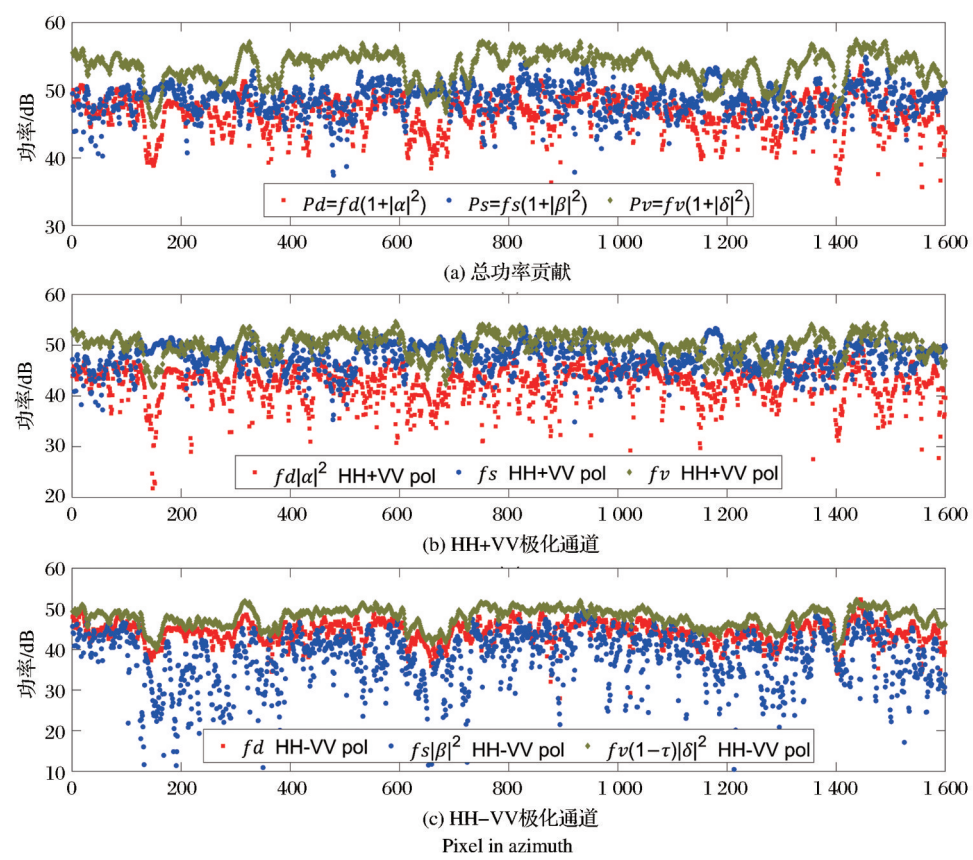 60
50
40
30
功率/dB
Pd=fd(1+|α|²) Ps=fs(1+|β|²) Pv=fv(1+|δ|²)
0 200 400 600 800 1 000 1 200 1 400 1 600
(a) 总功率贡献
60
50
40
30
20
功率/dB
fd|α|² HH+VV pol fs HH+VV pol fv HH+VV pol
0 200 400 600 800 1 000 1 200 1 400 1 600
(b) HH+VV极化通道
60
50
40
30
20
10
功率/dB
fd HH-VV pol fs|β|² HH-VV pol fv(1-τ)|δ|² HH-VV pol
0 200 400 600 800 1 000 1 200 1 400 1 600
(c) HH-VV极化通道
Pixel in azimuth